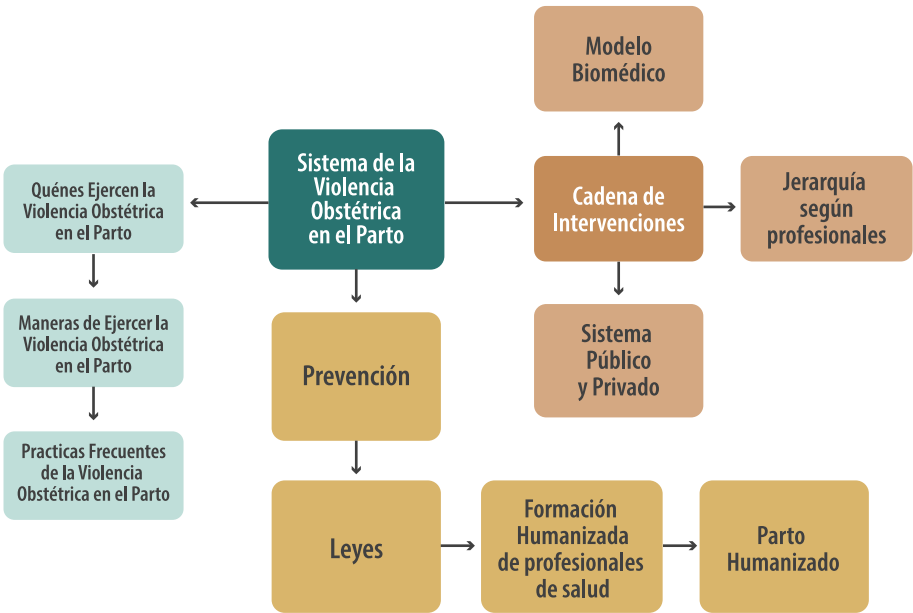 Modelo
Biomédico
Sistema de la
Violencia
Obstétrica
en el Parto
Quénes Ejercen la
Violencia Obstétrica
en el Parto
Cadena de
Intervenciones
Jerarquía
según
profesionales
Maneras de Ejercer la
Violencia Obstétrica
en el Parto
Prevención
Sistema
Público
y Privado
Practicas Frecuentes
de la Violencia
Obstétrica en el Parto
Leyes
Formación
Humanizada
de profesionales
de salud
Parto
Humanizado